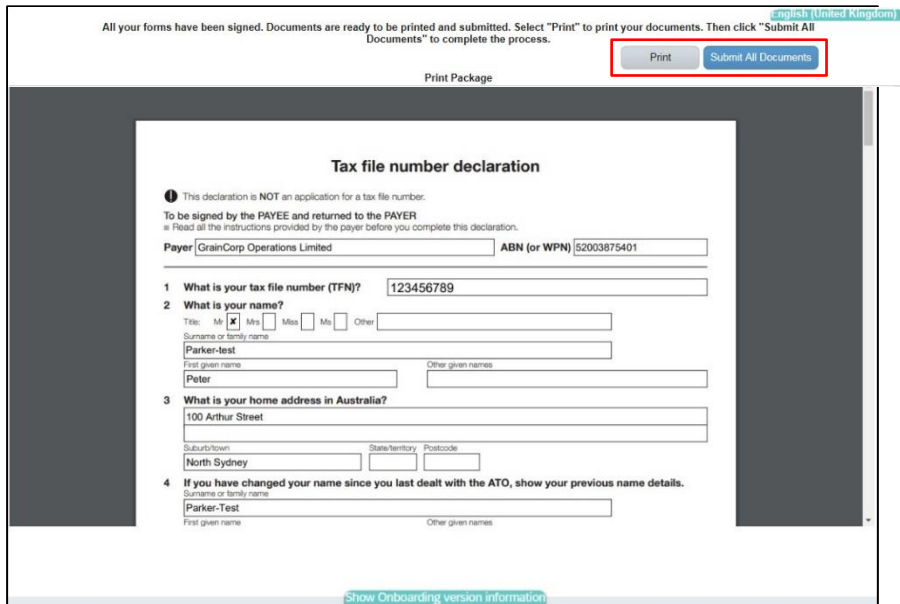 English (United Kingdom)
All your forms have been signed. Documents are ready to be printed and submitted. Select "Print" to print your documents. Then click "Submit All
Documents" to complete the process.
Print Submit All Documents
Print Package
Tax file number declaration
This declaration is NOT an application for a tax file number.
To be signed by the PAYEE and returned to the PAYER
Read all the instructions provided by the payer before you complete this declaration.
Payer GrainCorp Operations Limited ABN (or WPN) 52003875401
1 What is your tax file number (TFN)? 123456789
2 What is your name?
Title: Mr X Mrs Miss Ms Other
Surname or family name
Parker-test
First given name Other given names
Peter
3 What is your home address in Australia?
100 Arthur Street
Suburb/town State/territory Postcode
North Sydney
4 If you have changed your name since you last dealt with the ATO, show your previous name details.
Surname or family name
Parker-Test
First given name Other given names
Show Onboarding version information